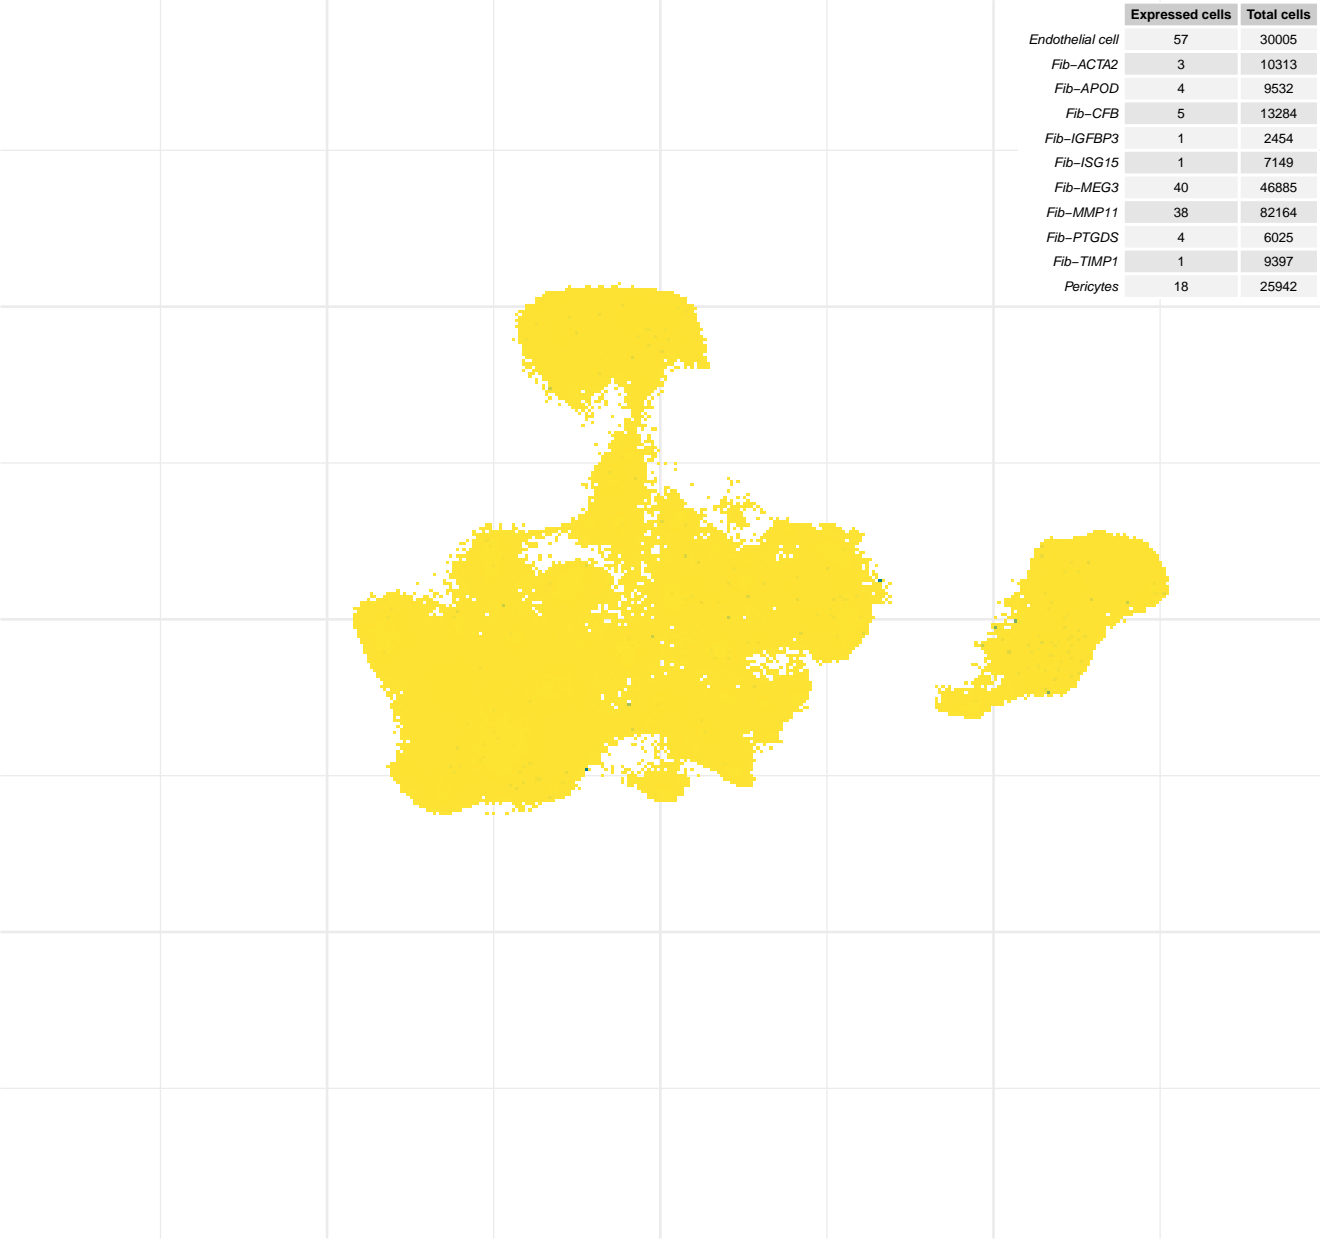 Expressed cells Total cells
Endothelial cell 57 30005
Fib−ACTA2 3 10313
Fib−APOD 4 9532
Fib−CFB 5 13284
Fib−IGFBP3 1 2454
Fib−ISG15 1 7149
Fib−MEG3 40 46885
Fib−MMP11 38 82164
Fib−PTGDS 4 6025
Fib−TIMP1 1 9397
Pericytes 18 25942